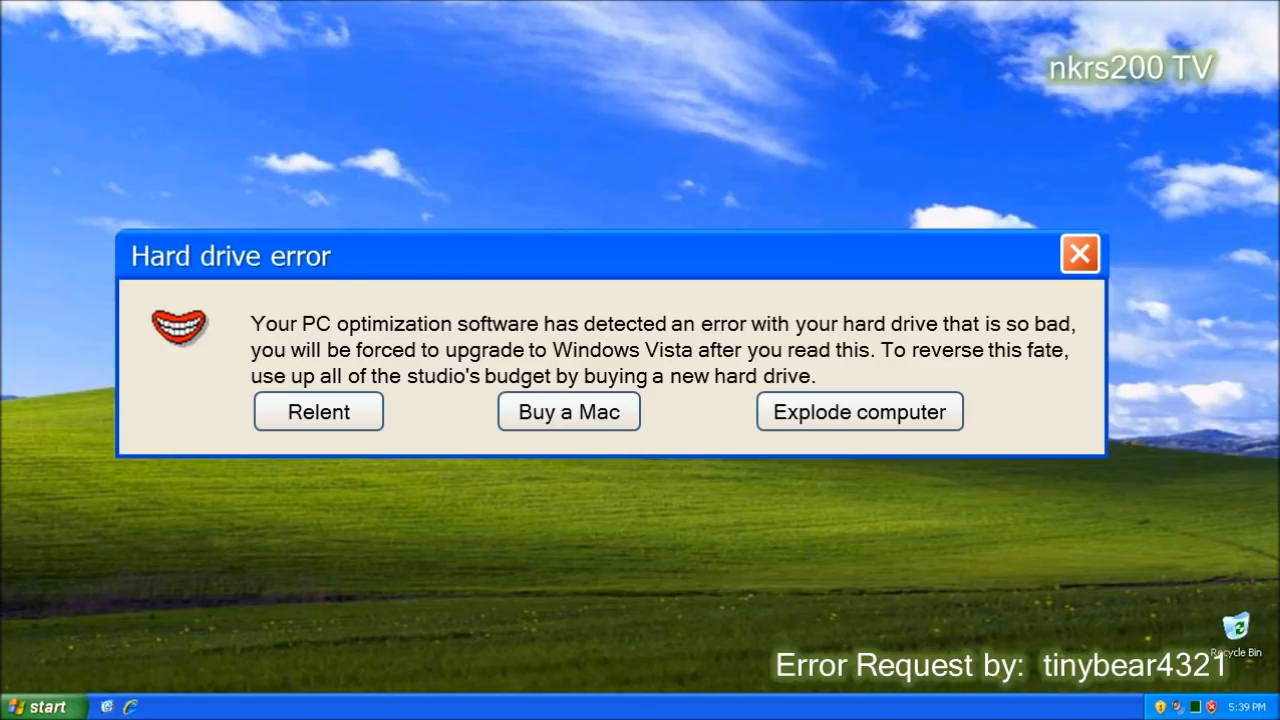 nkrs200 TV
Hard drive error
Your PC optimization software has detected an error with your hard drive that is so bad,
you will be forced to upgrade to Windows Vista after you read this. To reverse this fate,
use up all of the studio's budget by buying a new hard drive.
Relent
Buy a Mac
Explode computer
Recycle Bin
Error Request by: tinybear4321
start
5:39 PM